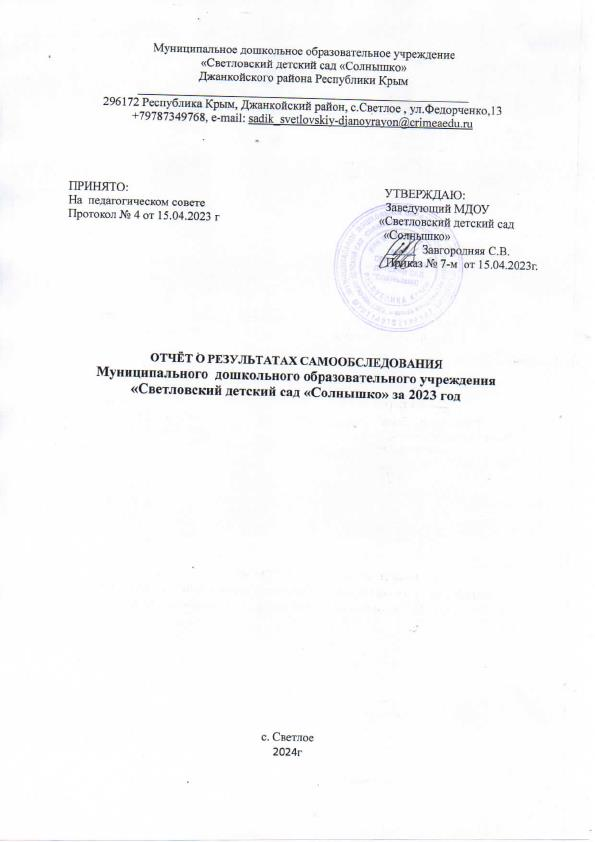 Муниципальное дошкольное образовательное учреждение
«Светловский детский сад «Солнышко»
Джанкойского района Республики Крым
296172 Республика Крым, Джанкойский район, с.Светлое , ул.Федорченко,13
+79787349768, e-mail: sadik_svetlovskiy-djanoyrayon@crimeaedu.ru
ПРИНЯТО:
На педагогическом совете
Протокол № 4 от 15.04.2023 г
УТВЕРЖДАЮ:
Заведующий МДОУ
«Светловский детский сад
«Солнышко»
Завгородняя С.В.
Приказ № 7-м от 15.04.2023г.
РЕСПУБЛИКА КРЫМ
ОТЧЁТ О РЕЗУЛЬТАТАХ САМООБСЛЕДОВАНИЯ
Муниципального дошкольного образовательного учреждения
«Светловский детский сад «Солнышко» за 2023 год
с. Светлое
2024г